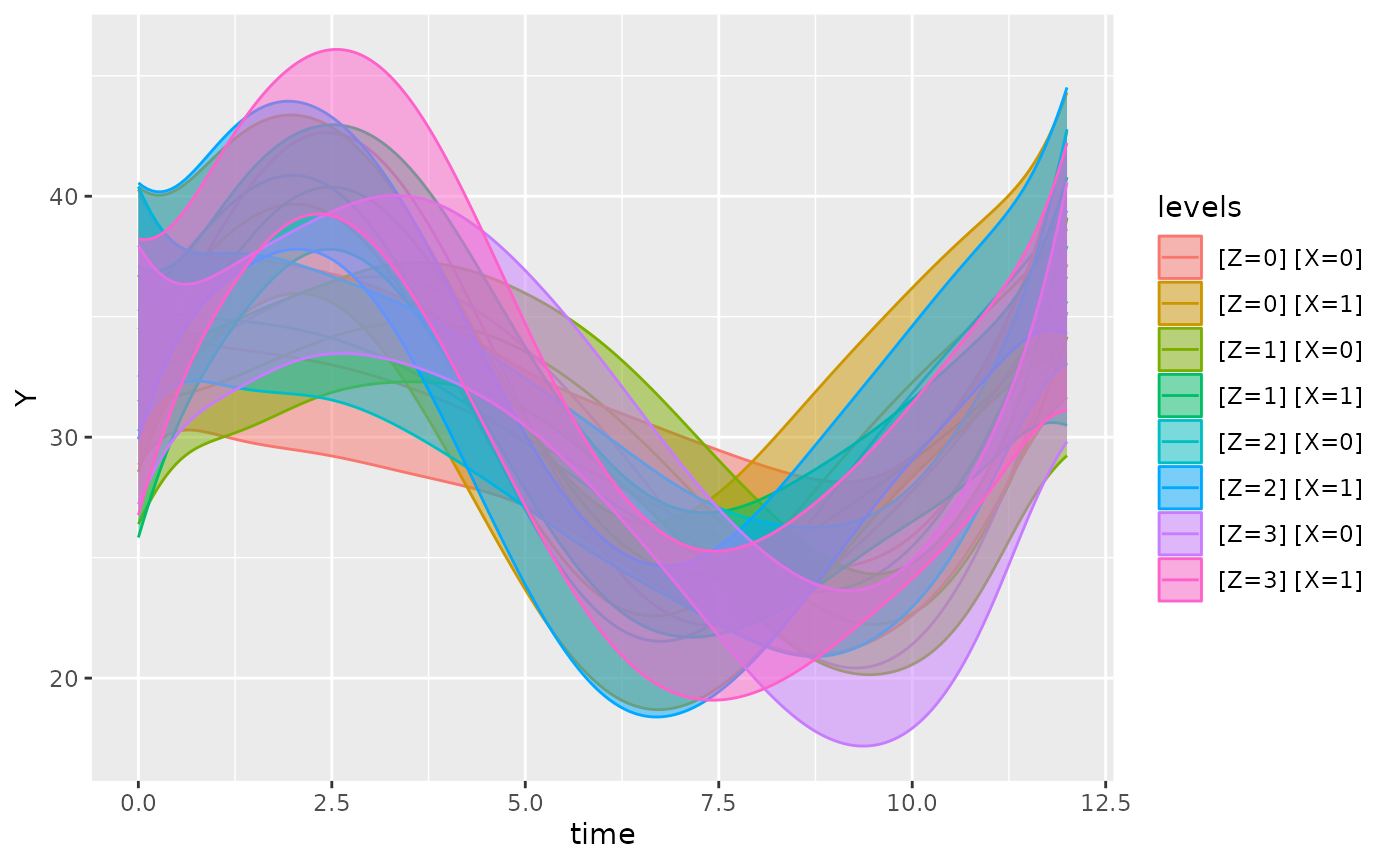 40
30
20
Y
0.0
2.5
5.0
7.5
10.0
12.5
time
levels
[Z=0] [X=0]
[Z=0] [X=1]
[Z=1] [X=0]
[Z=1] [X=1]
[Z=2] [X=0]
[Z=2] [X=1]
[Z=3] [X=0]
[Z=3] [X=1]